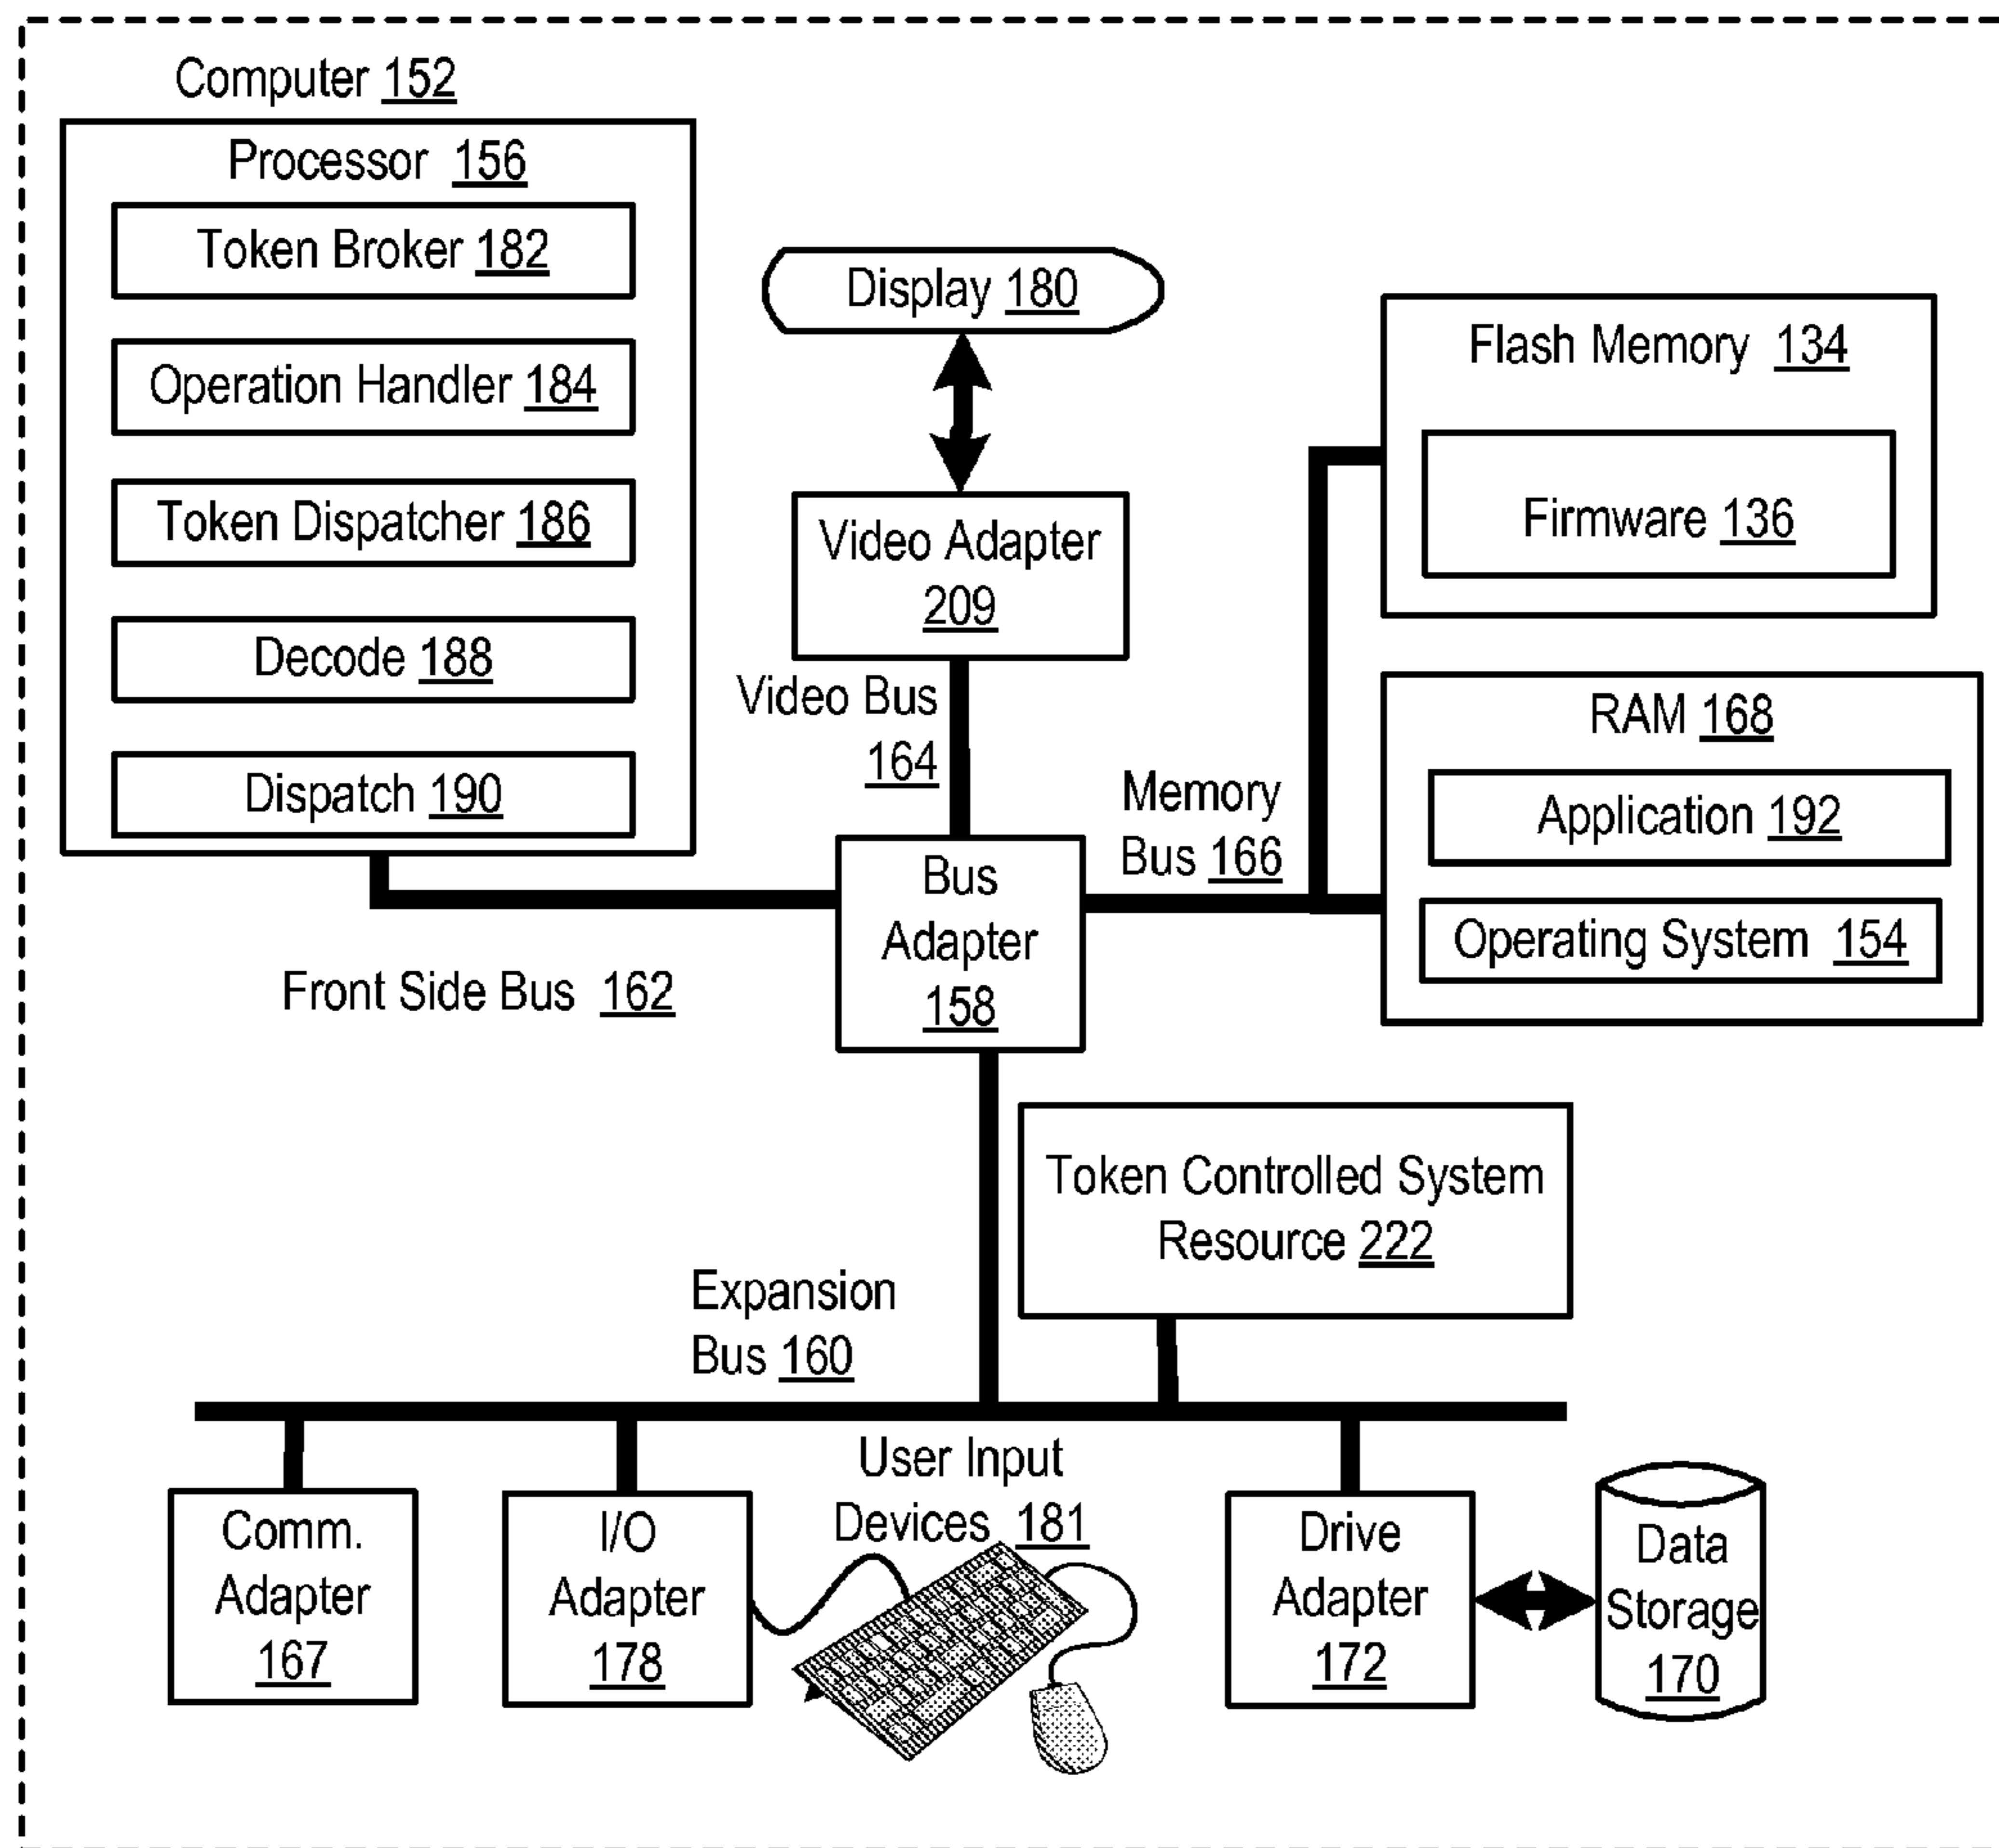 Computer 152
Processor 156
Token Broker 182
Operation Handler 184
Token Dispatcher 186
Decode 188
Dispatch 190
Front Side Bus 162
Display 180
Video Adapter
209
Video Bus
164
Memory
Bus 166
Bus
Adapter
158
Flash Memory 134
Firmware 136
RAM 168
Application 192
Operating System 154
Token Controlled System
Resource 222
Expansion
Bus 160
Comm.
Adapter
167
I/O
Adapter
178
User Input
Devices 181
Drive
Adapter
172
Data
Storage
170